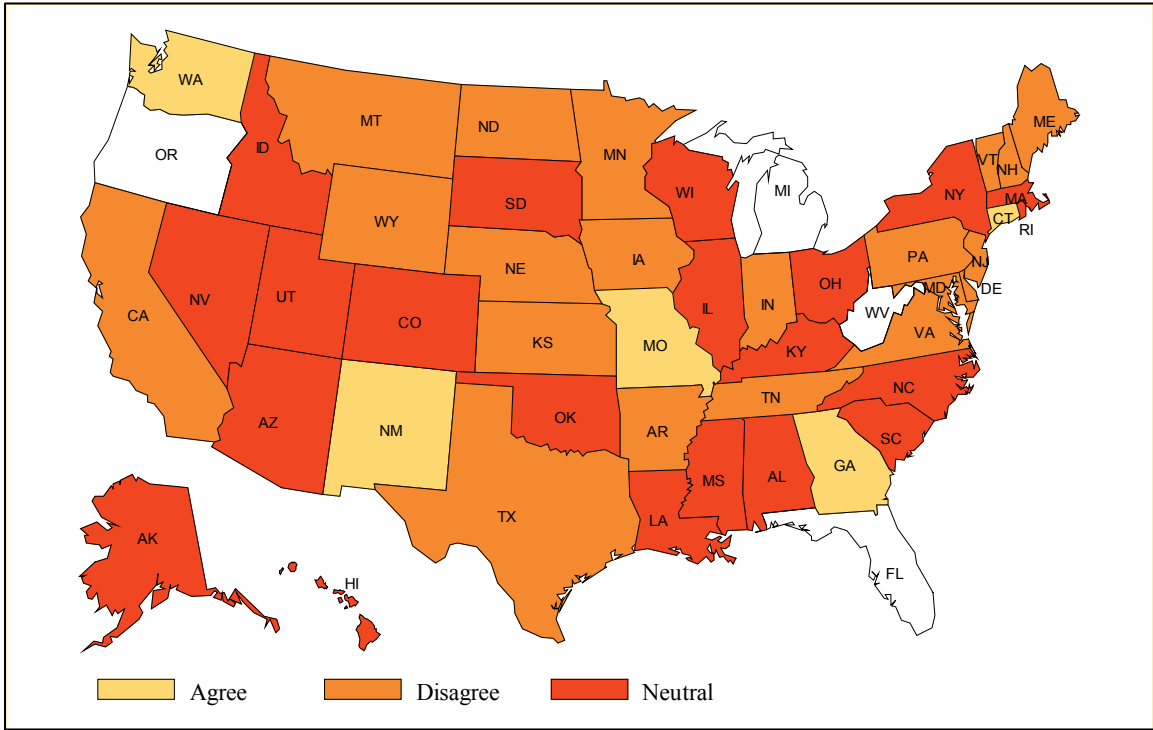 WA
MT
ND
ME
OR
ID
MN
VT
NH
WI
MI
NY
MA
SD
WY
CT
RI
IA
PA
NJ
NE
MD
DE
NV
UT
CA
CO
IL
IN
OH
WV
VA
KS
MO
KY
NC
AZ
NM
OK
AR
TN
SC
GA
MS
AL
TX
LA
AK
HI
FL
Agree Disagree Neutral